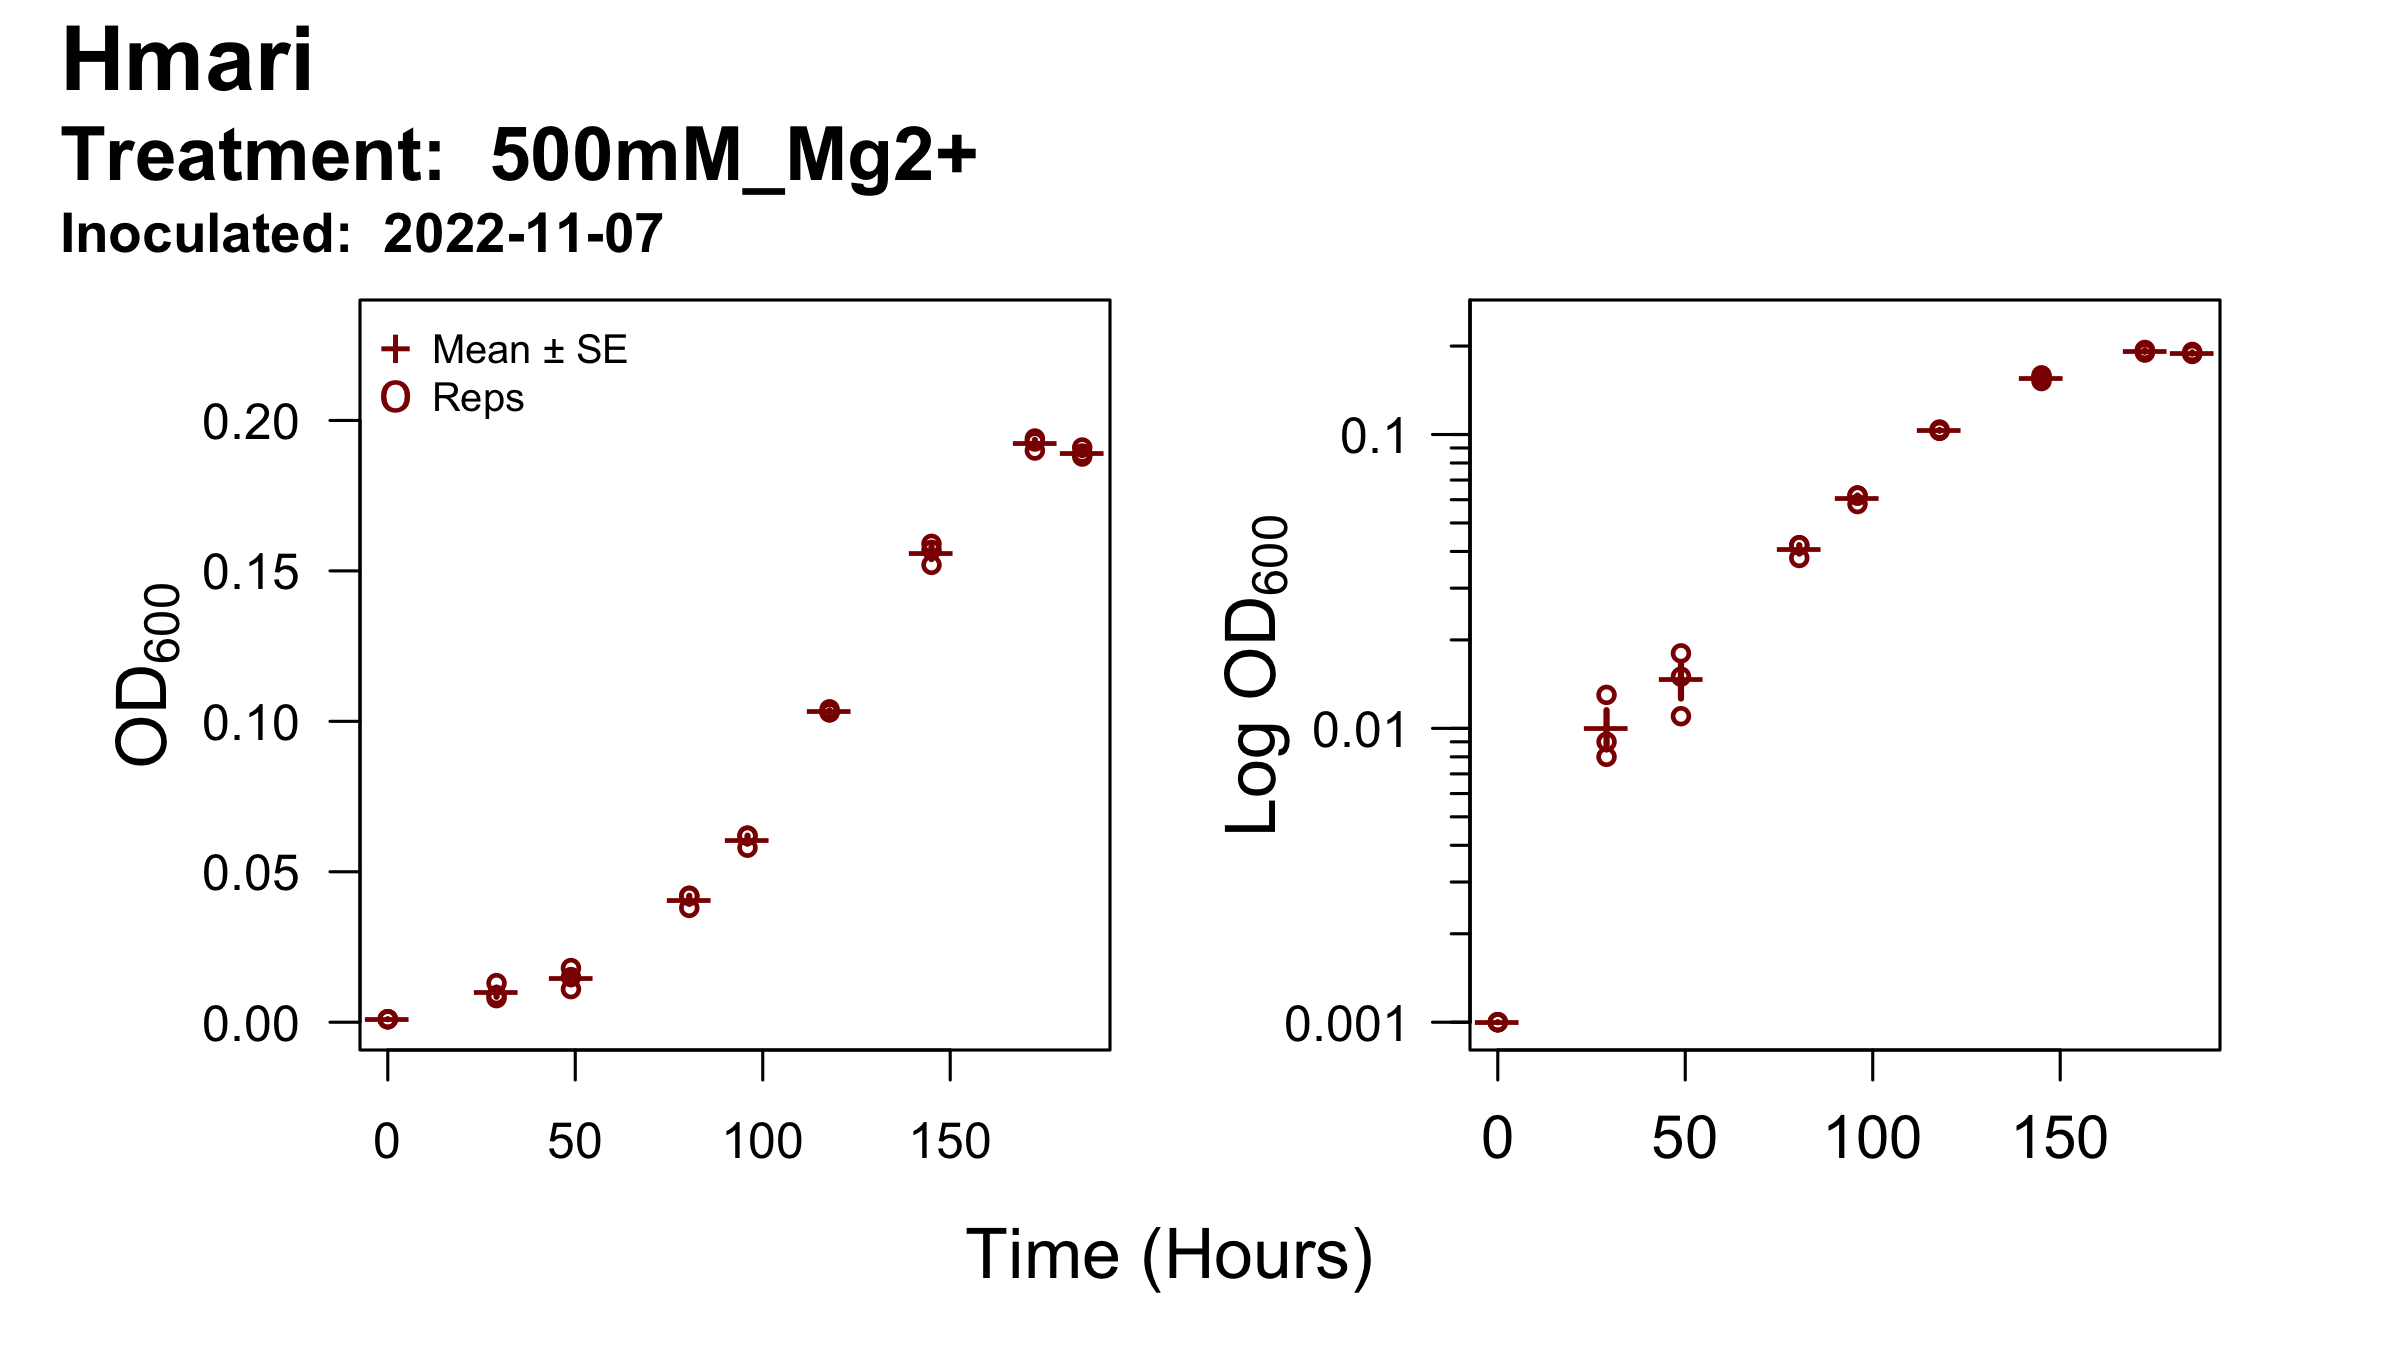 Hmari
Treatment:  500mM_Mg2+
Inoculated:  2022-11-07
Mean ± SE
Reps
OD600
0.20
0.15
0.10
0.05
0.00
0 50 100 150
Log OD600
0.1
0.01
0.001
0 50 100 150
Time (Hours)